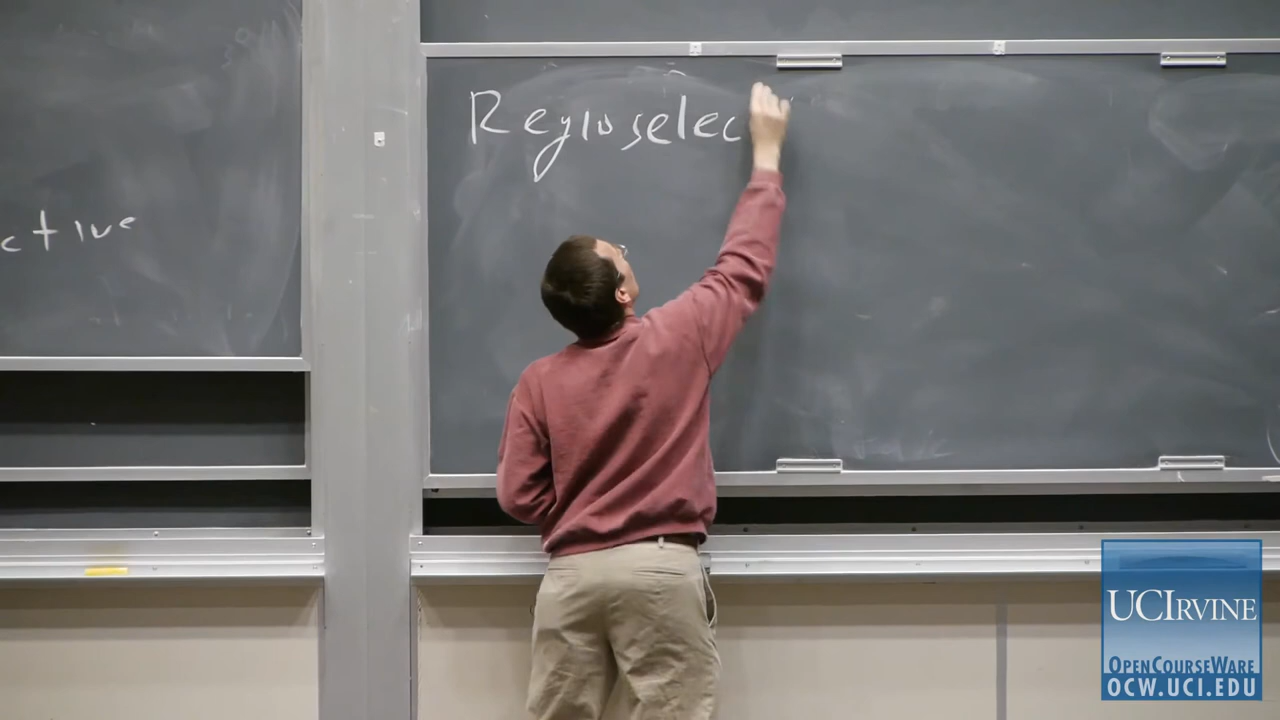 ctive
Regioselec
UCIRVINE
OPENCOURSEWARE
OCW.UCI.EDU